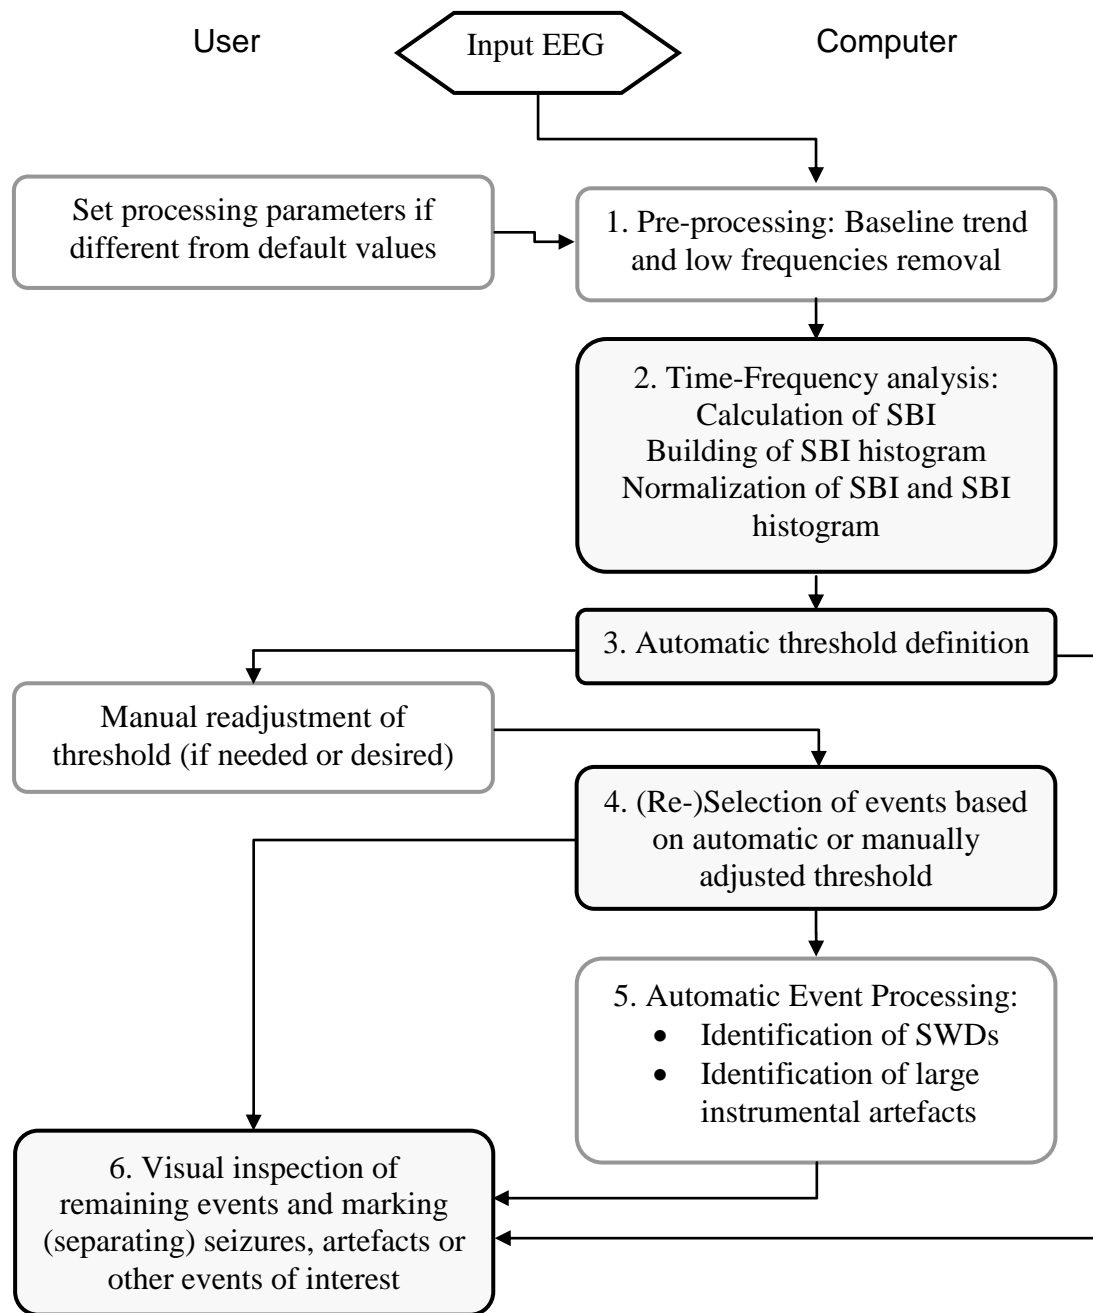 User
Input EEG
Computer
Set processing parameters if
different from default values
1. Pre-processing: Baseline trend
and low frequencies removal
2. Time-Frequency analysis:
Calculation of SBI
Building of SBI histogram
Normalization of SBI and SBI
histogram
3. Automatic threshold definition
Manual readjustment of
threshold (if needed or desired)
4. (Re-)Selection of events based
on automatic or manually
adjusted threshold
5. Automatic Event Processing:
• Identification of SWDs
• Identification of large
instrumental artefacts
6. Visual inspection of
remaining events and marking
(separating) seizures, artefacts or
other events of interest